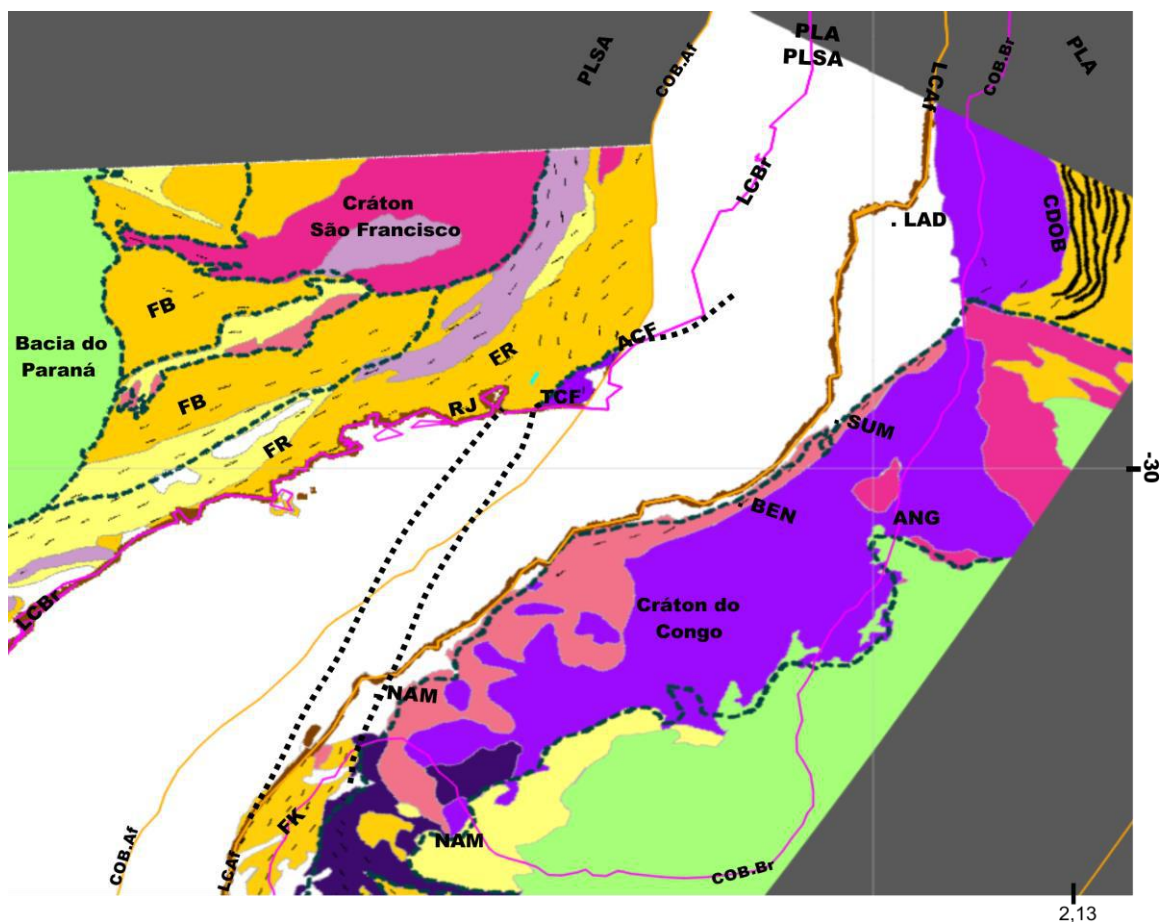 PLSA
COB.Af
PLA
PLSA
LCAf
COB.Br
PLA
LCBr
Cráton
São Francisco
LAD
CDOB
FB
Bacia do
Paraná
FR
ACF
FB
RJ
TCF
FR
SUM
-30
BEN
ANG
LCBr
Cráton do
Congo
NAM
FK
NAM
COB.Af
LCAf
COB.Br
2,13